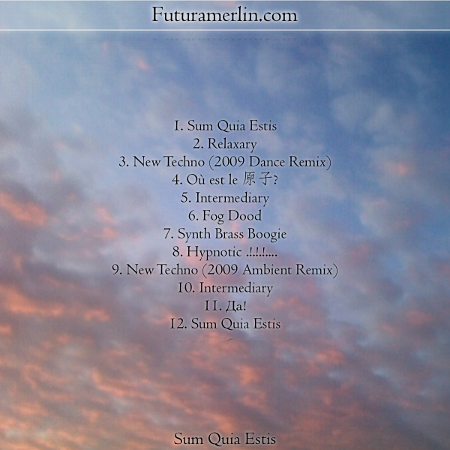 Futuramerlin.com
1. Sum Quia Estis
2. Relaxary
3. New Techno (2009 Dance Remix)
4. Où est le 原子?
5. Intermediary
6. Fog Dood
7. Synth Brass Boogie
8. Hypnotic .!.!.!....
9. New Techno (2009 Ambient Remix)
10. Intermediary
11. Да!
12. Sum Quia Estis
Sum Quia Estis